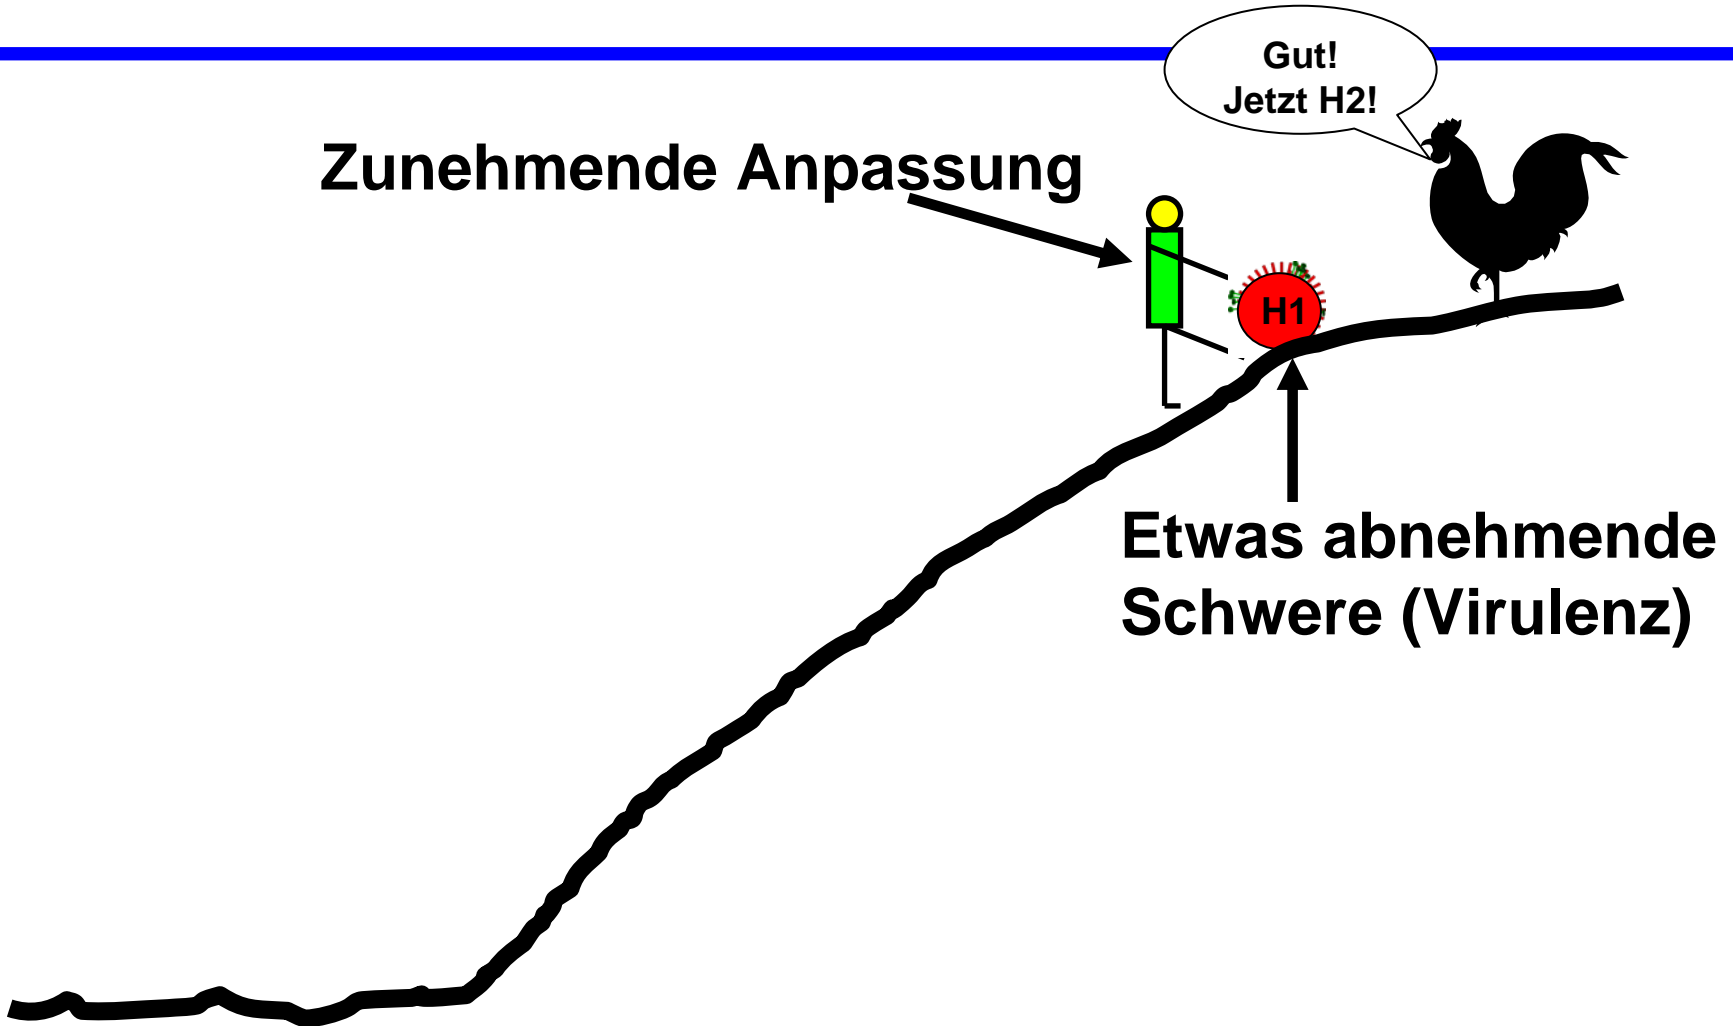 Gut!
Jetzt H2!
Zunehmende Anpassung
H1
Etwas abnehmende
Schwere (Virulenz)